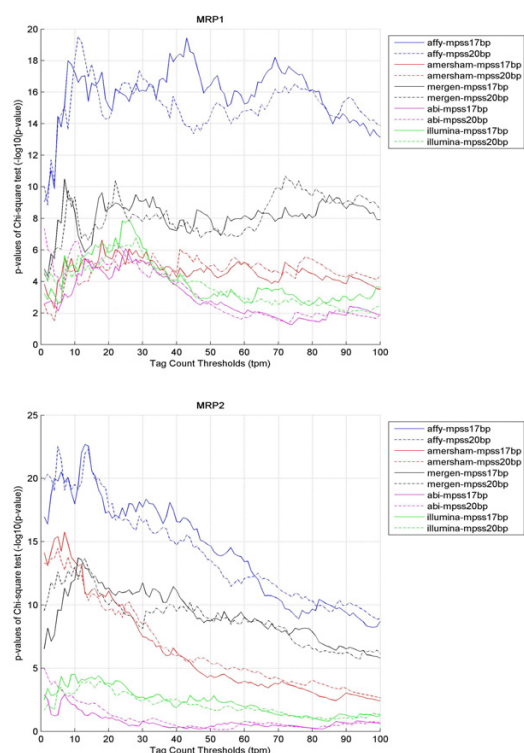 MRP1
20
18
16
14
12
10
8
6
4
2
0
p-values of Chi-square test (-log10(p-value))
0 10 20 30 40 50 60 70 80 90 100
Tag Count Thresholds (tpm)
affy-mpss17bp
affy-mpss20bp
amersham-mpss17bp
amersham-mpss20bp
mergen-mpss17bp
mergen-mpss20bp
abi-mpss17bp
abi-mpss20bp
illumina-mpss17bp
illumina-mpss20bp
MRP2
25
20
15
10
5
0
p-values of Chi-square test (-log10(p-value))
0 10 20 30 40 50 60 70 80 90 100
Tag Count Thresholds (tpm)
affy-mpss17bp
affy-mpss20bp
amersham-mpss17bp
amersham-mpss20bp
mergen-mpss17bp
mergen-mpss20bp
abi-mpss17bp
abi-mpss20bp
illumina-mpss17bp
illumina-mpss20bp